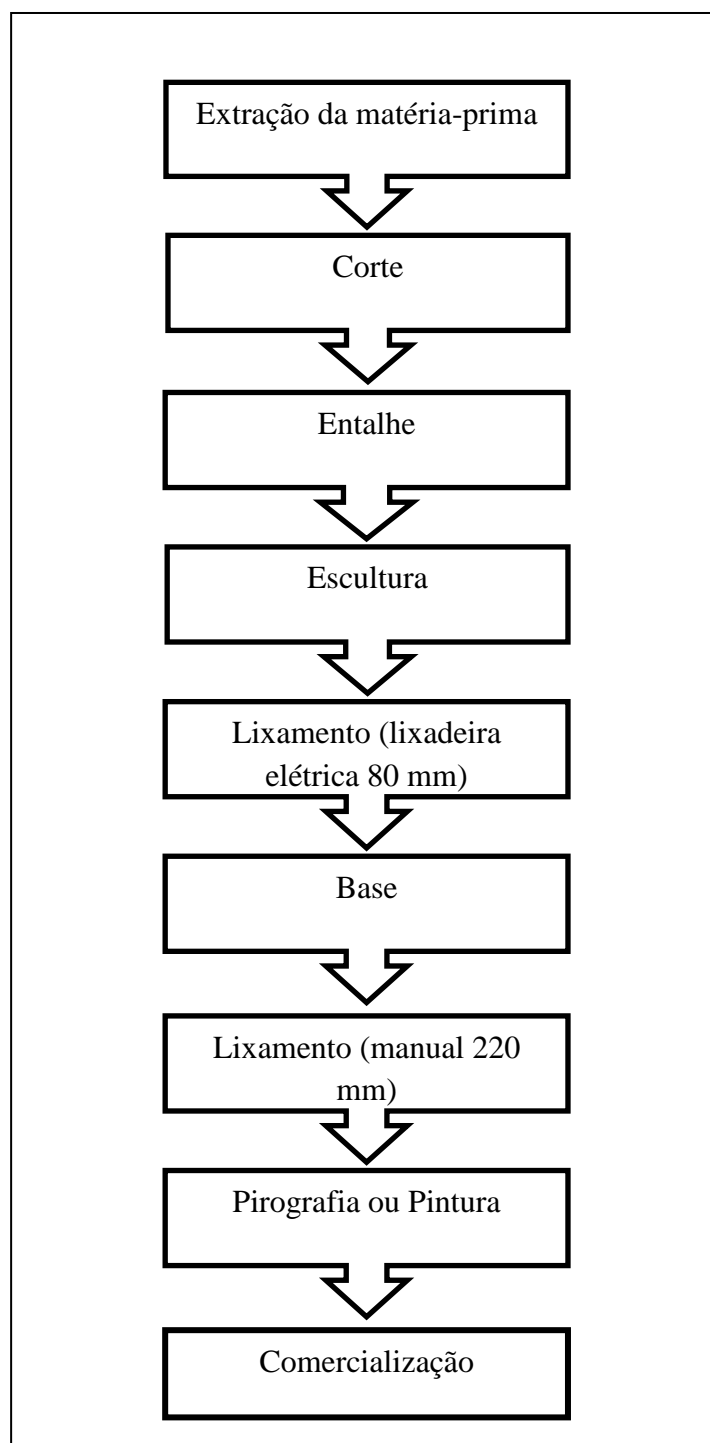 Extração da matéria-prima
Corte
Entalhe
Escultura
Lixamento (lixadeira
elétrica 80 mm)
Base
Lixamento (manual 220
mm)
Pirografia ou Pintura
Comercialização